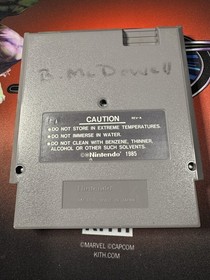 B. McDowell
CAUTION
REV-A
●DO NOT STORE IN EXTREME TEMPERATURES.
●DO NOT IMMERSE IN WATER.
●DO NOT CLEAN WITH BENZENE, THINNER,
ALCOHOL OR OTHER SUCH SOLVENTS.
©Nintendo 1985
©MARVEL ©CAPCOM
KITH.COM